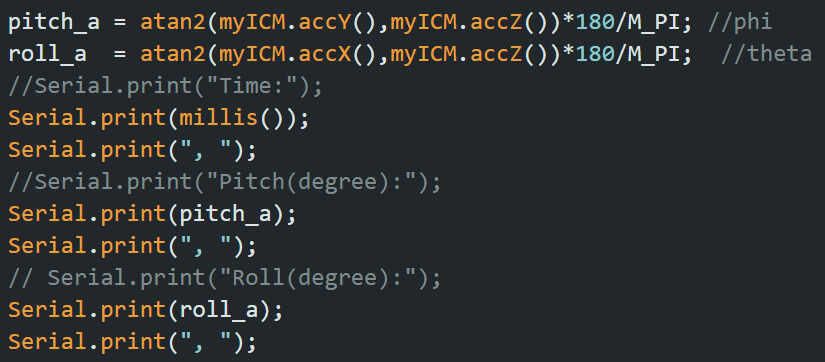 pitch_a = atan2(myICM.accY(),myICM.accZ())*180/M_PI; //phi
roll_a  = atan2(myICM.accX(),myICM.accZ())*180/M_PI;  //theta
//Serial.print("Time:");
Serial.print(millis());
Serial.print(", ");
//Serial.print("Pitch(degree):");
Serial.print(pitch_a);
Serial.print(", ");
// Serial.print("Roll(degree):");
Serial.print(roll_a);
Serial.print(", ");